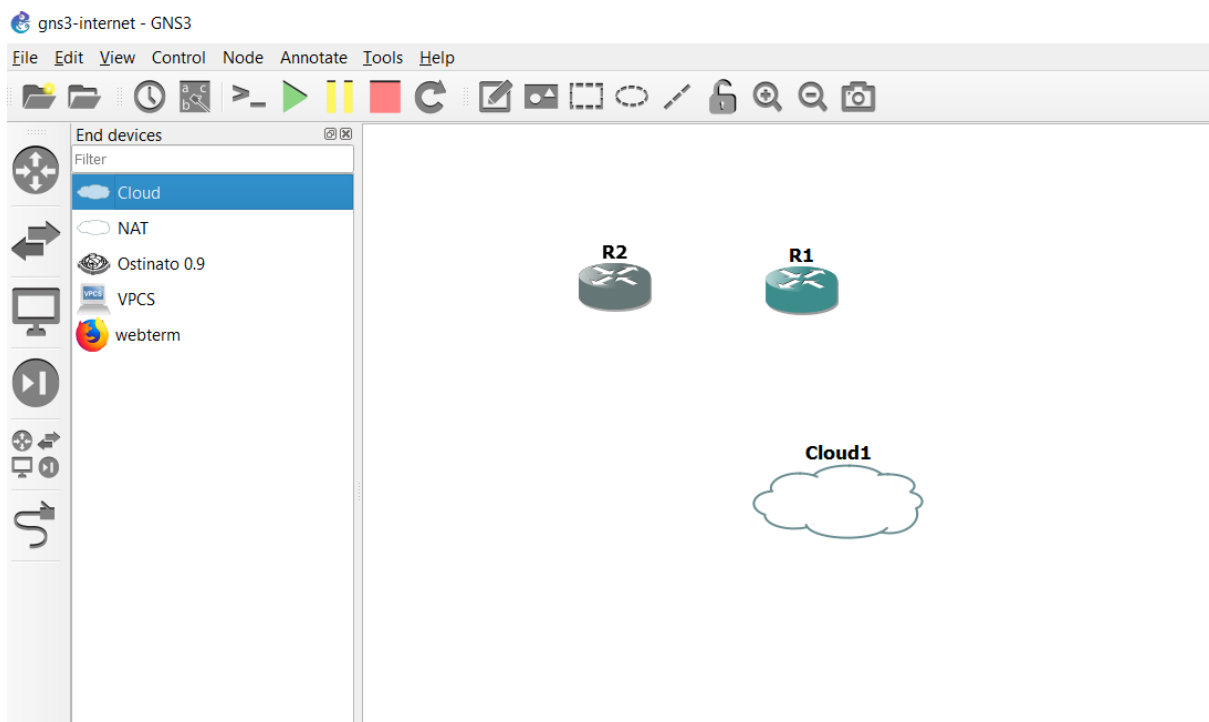 gns3-internet - GNS3
File Edit View Control Node Annotate Tools Help
a c
b
>_
End devices
Filter
Cloud
NAT
Ostinato 0.9
VPCS
VPCS
webterm
R2
R1
Cloud1